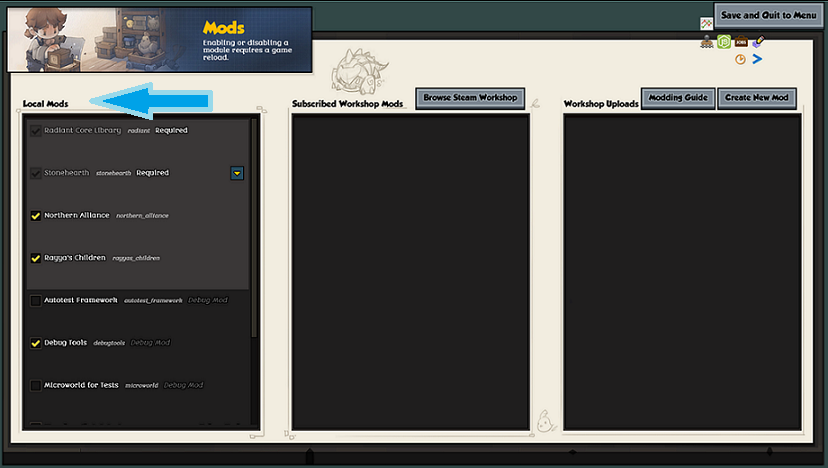 Mods
Enabling or disabling a
module requires a game
reload.
Save and Quit to Menu
JOBS
Local Mods
Subscribed Workshop Mods
Browse Steam Workshop
Workshop Uploads
Modding Guide
Create New Mod
Radiant Core Library radiant Required
Stonehearth stonehearth Required
Northern Alliance northern_alliance
Rayya's Children rayyas_children
Autotest Framework autotest_framework Debug Mod
Debug Tools debugtools Debug Mod
Microworld for Tests microworld Debug Mod